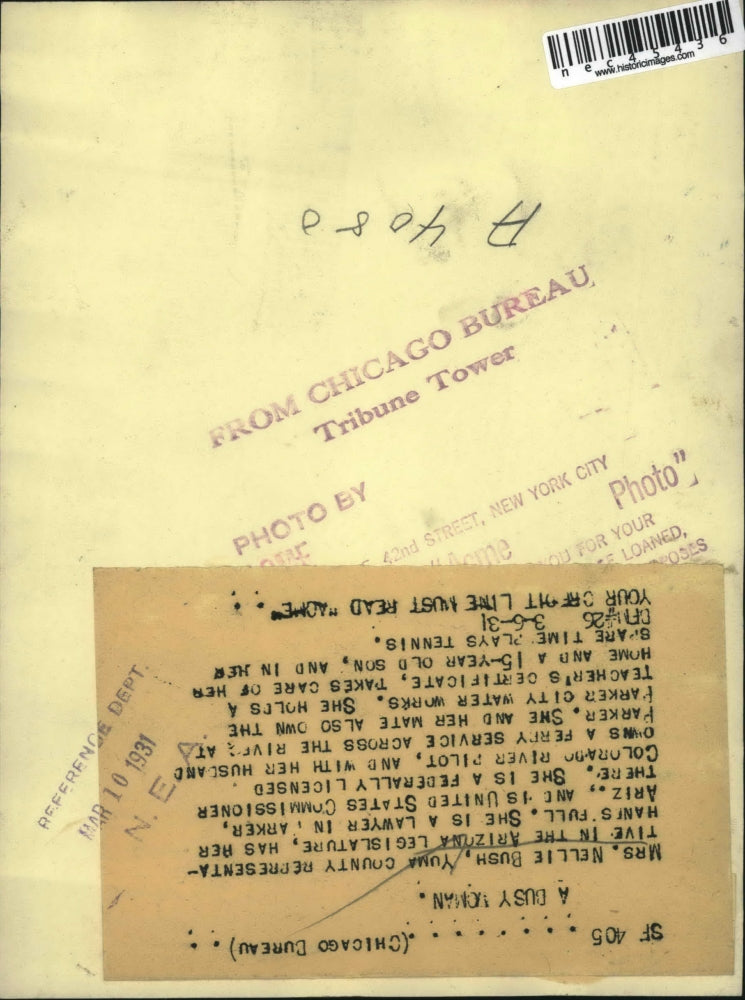 nec45436
www.historicimages.com
A 4080
FROM CHICAGO BUREAU
Tribune Tower
PHOTO BY
42nd STREET, NEW YORK CITY
"Acme Photo"
YOU FOR YOUR
LOANED,
SF 405 . . . . . . . (CHICAGO BUREAU) . .
A BUSY WOMAN.
MRS. NELLIE BUSH, YUMA COUNTY REPRESENTA-
TIVE IN THE ARIZONA LEGISLATURE, HAS HER
HANDS FULL. SHE IS A LAWYER IN PARKER,
ARIZ., AND IS UNITED STATES COMMISSIONER
THERE. SHE IS A FEDERALLY LICENSED
COLORADO RIVER PILOT, AND WITH HER HUSBAND
OWNS A FERRY SERVICE ACROSS THE RIVER AT
PARKER. SHE AND HER MATE ALSO OWN THE
PARKER CITY WATER WORKS. SHE HOLDS A
TEACHER'S CERTIFICATE, TAKES CARE OF HER
HOME AND A 15-YEAR OLD SON, AND IN HER
SPARE TIME PLAYS TENNIS.
#26 3-6-31
YOUR CREDIT LINE MUST READ "ACME"
REFERENCE DEPT.
MAR 10 1931
N. E. A.